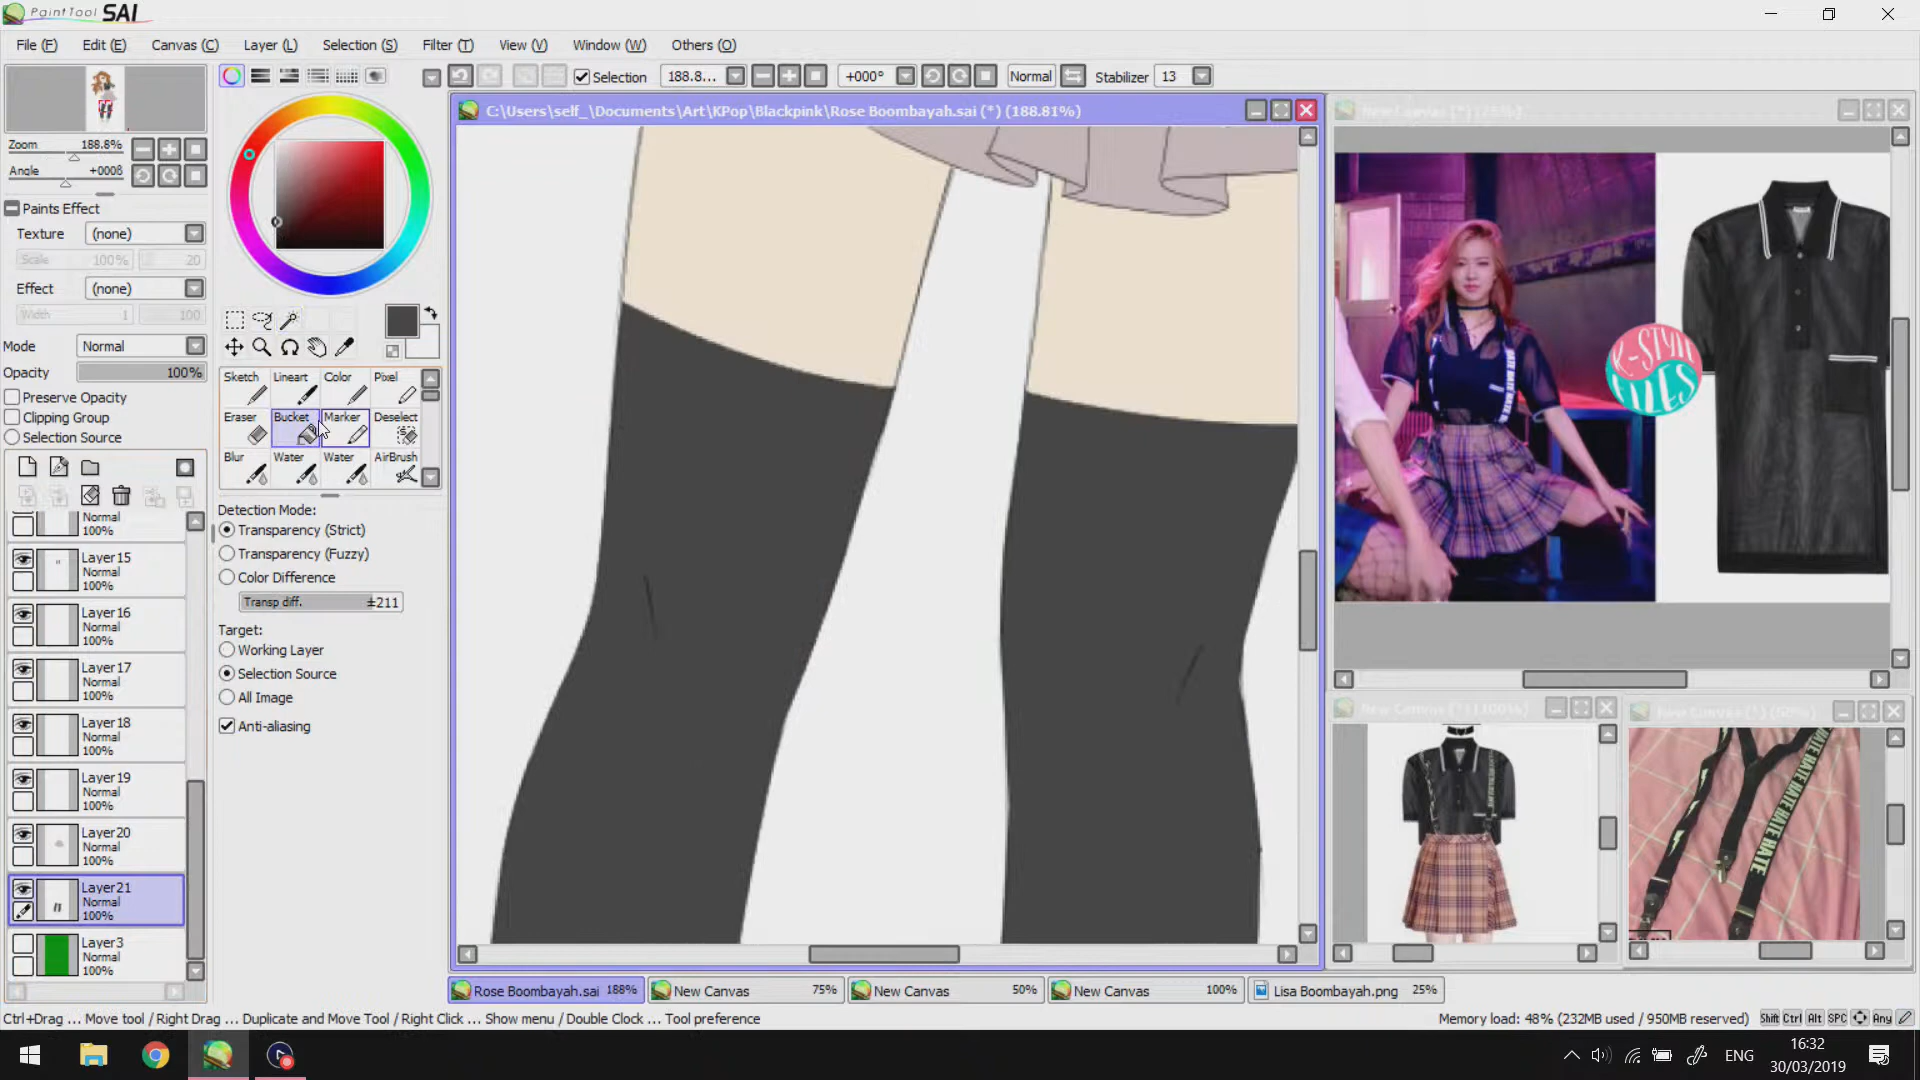 PaintTool SAI
File (F) Edit (E) Canvas (C) Layer (L) Selection (S) Filter (T) View (V) Window (W) Others (O)
Selection 188.8... +000° Normal Stabilizer 13
C:\Users\self_\Documents\Art\KPop\Blackpink\Rose Boombayah.sai (*) (188.81%)
Zoom 188.8%
Angle +000θ
Paints Effect
Texture (none)
Scale 100% 20
Effect (none)
Width 1 100
Mode Normal
Opacity 100%
Preserve Opacity
Clipping Group
Selection Source
Sketch Lineart Color Pixel
Eraser Bucket Marker Deselect
Blur Water Water AirBrush
Detection Mode:
Transparency (Strict)
Transparency (Fuzzy)
Color Difference
Transp diff. ±211
Target:
Working Layer
Selection Source
All Image
Anti-aliasing
Normal
100%
Layer15
Normal
100%
Layer16
Normal
100%
Layer17
Normal
100%
Layer18
Normal
100%
Layer19
Normal
100%
Layer20
Normal
100%
Layer21
Normal
100%
Layer3
Normal
100%
K-STYLE
FILES
HATE HATE HATE HATE
Rose Boombayah.sai 188% New Canvas 75% New Canvas 50% New Canvas 100% Lisa Boombayah.png 25%
Ctrl+Drag ... Move tool / Right Drag ... Duplicate and Move Tool / Right Click ... Show menu / Double Clock ... Tool preference
Memory load: 48% (232MB used / 950MB reserved) Shift Ctrl Alt SPC Any
ENG
16:32
30/03/2019